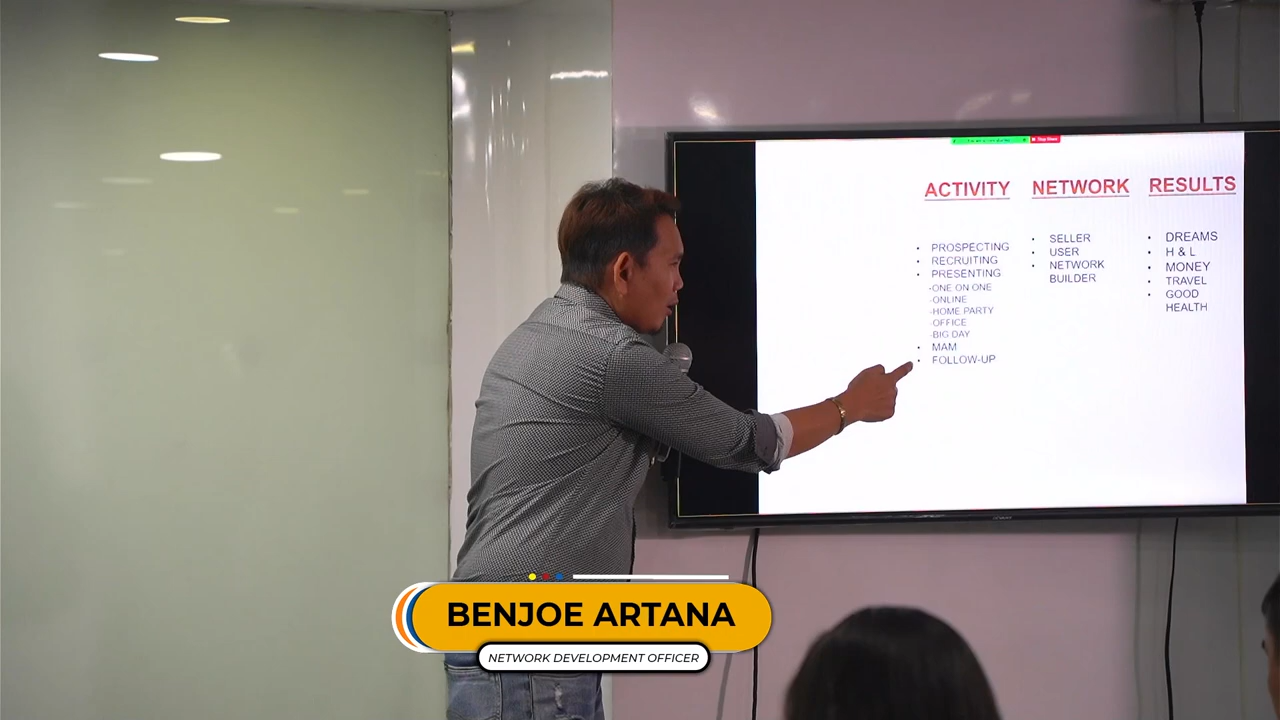 ACTIVITY NETWORK RESULTS
• PROSPECTING
• RECRUITING
• PRESENTING
-ONE ON ONE
-ONLINE
-HOME PARTY
-OFFICE
-BIG DAY
• MAM
• FOLLOW-UP
• SELLER
• USER
• NETWORK
BUILDER
• DREAMS
• H & L
• MONEY
• TRAVEL
• GOOD
HEALTH
BENJOE ARTANA
NETWORK DEVELOPMENT OFFICER